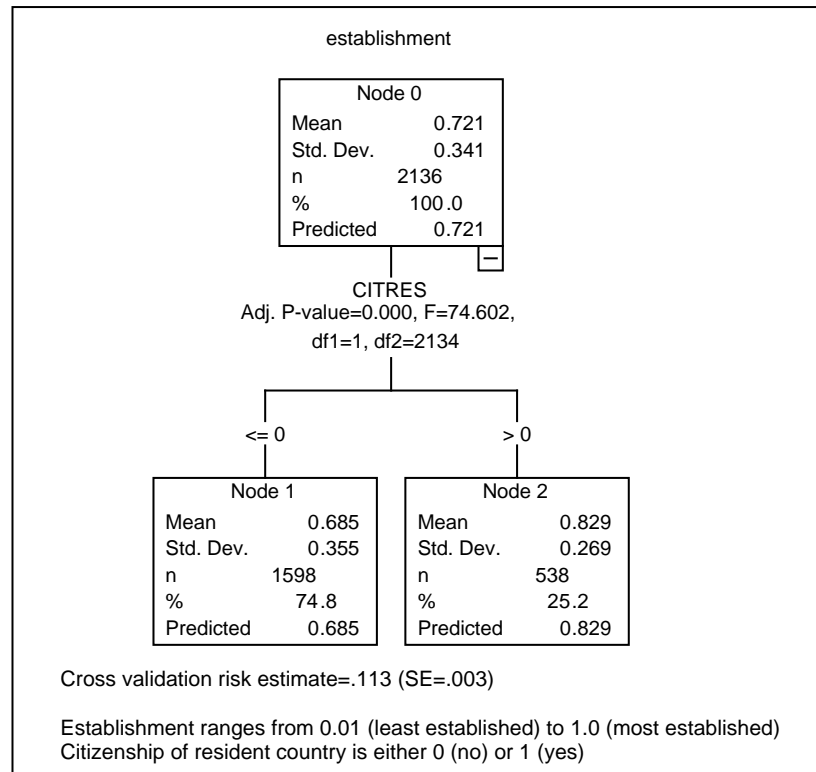 establishment
Node 0
Mean 0.721
Std. Dev. 0.341
n 2136
% 100.0
Predicted 0.721
CITRES
Adj. P-value=0.000, F=74.602,
df1=1, df2=2134
<= 0
> 0
Node 1
Mean 0.685
Std. Dev. 0.355
n 1598
% 74.8
Predicted 0.685
Node 2
Mean 0.829
Std. Dev. 0.269
n 538
% 25.2
Predicted 0.829
Cross validation risk estimate=.113 (SE=.003)
Establishment ranges from 0.01 (least established) to 1.0 (most established)
Citizenship of resident country is either 0 (no) or 1 (yes)